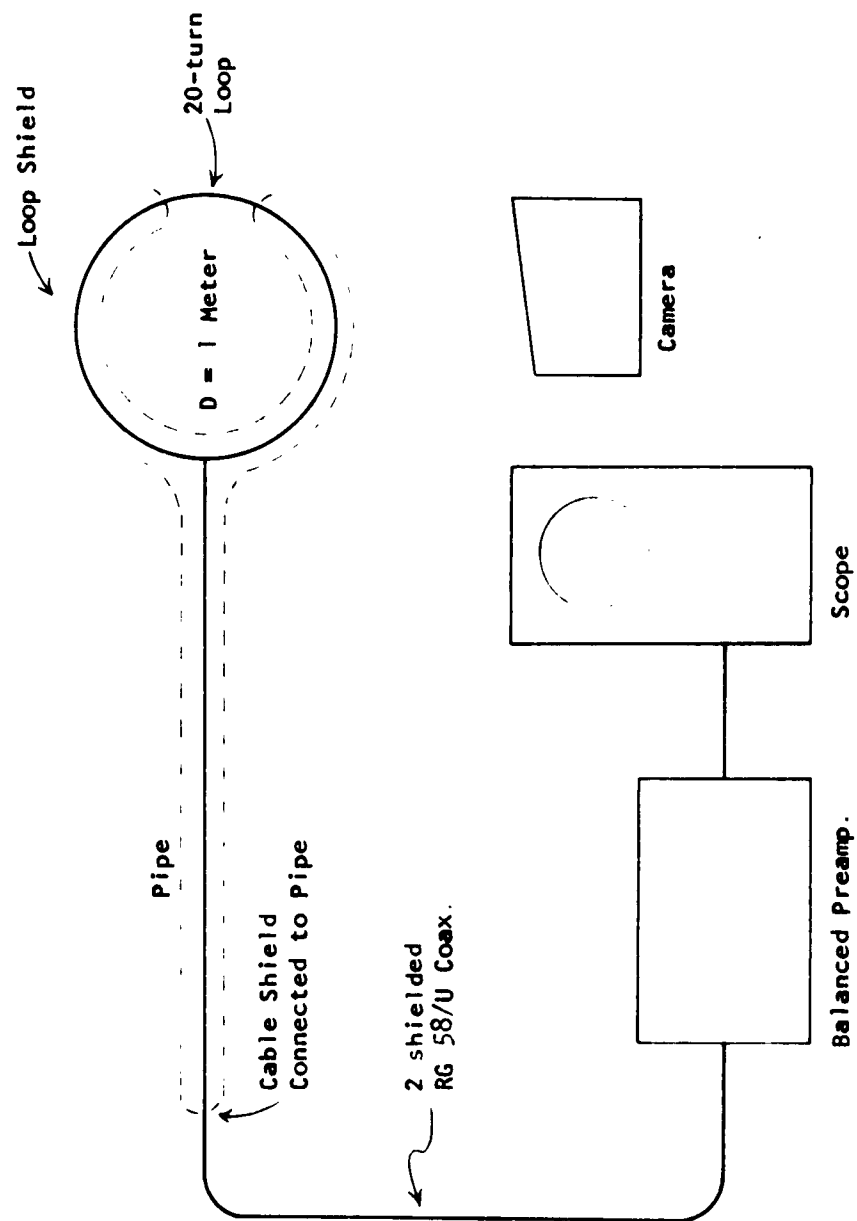 Loop Shield
20-turn
Loop
D = 1 Meter
Pipe
Cable Shield
Connected to Pipe
2 shielded
RG 58/U Coax.
Camera
Scope
Balanced Preamp.